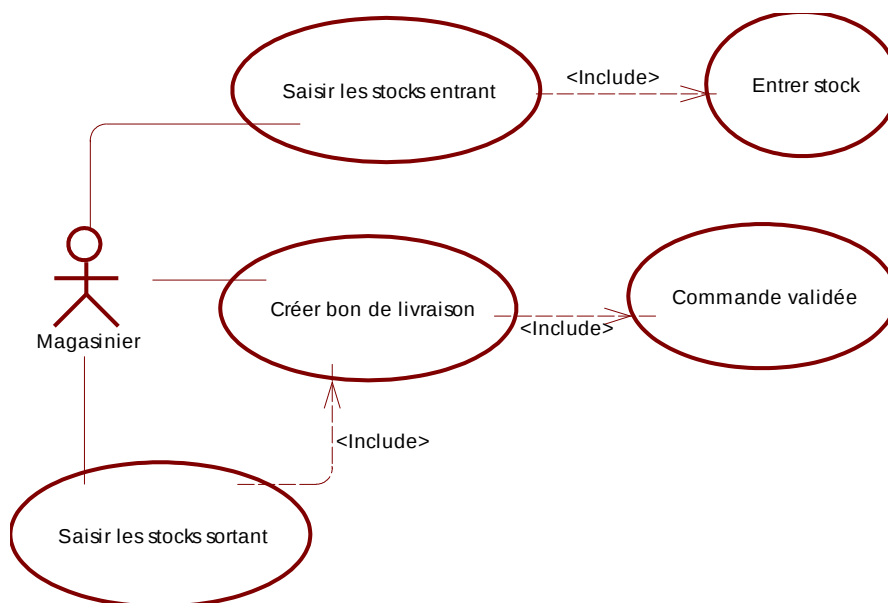 Saisir les stocks entrant
<Include>
Entrer stock
Magasinier
Créer bon de livraison
<Include>
Commande validée
<Include>
Saisir les stocks sortant